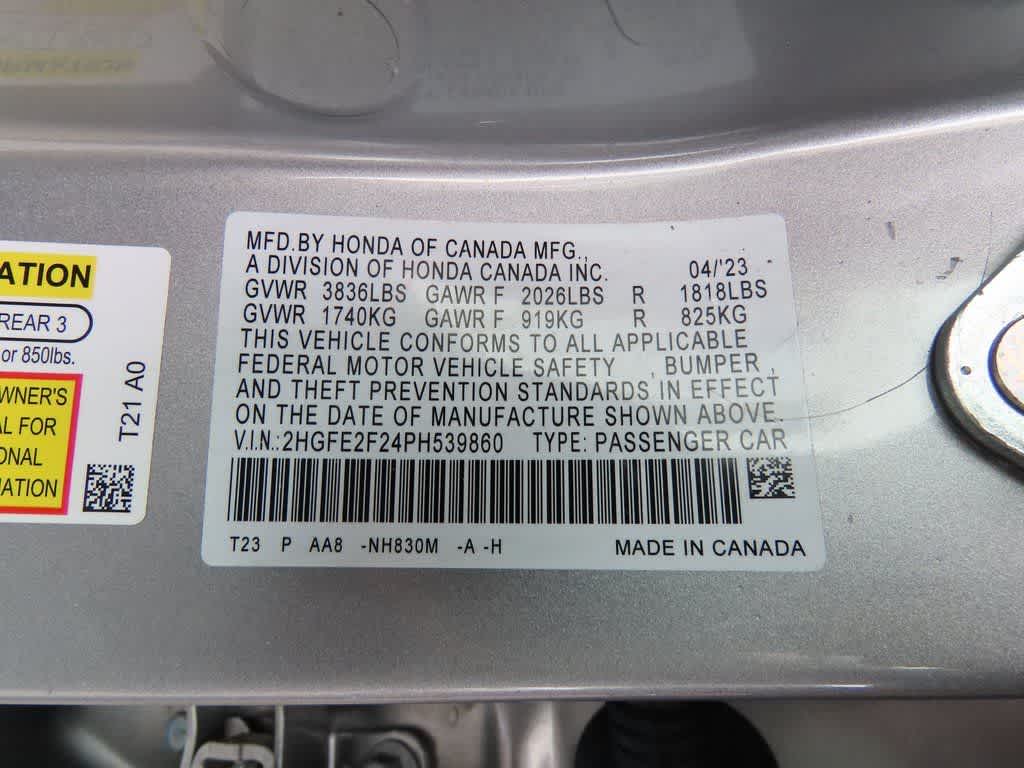 ATION
REAR 3
or 850lbs.
WNER'S
AL FOR
ONAL
MATION
T21 A0
MFD.BY HONDA OF CANADA MFG.,
A DIVISION OF HONDA CANADA INC. 04/'23
GVWR 3836LBS GAWR F 2026LBS R 1818LBS
GVWR 1740KG GAWR F 919KG R 825KG
THIS VEHICLE CONFORMS TO ALL APPLICABLE
FEDERAL MOTOR VEHICLE SAFETY , BUMPER ,
AND THEFT PREVENTION STANDARDS IN EFFECT
ON THE DATE OF MANUFACTURE SHOWN ABOVE.
V.I.N.:2HGFE2F24PH539860 TYPE: PASSENGER CAR
T23 P AA8 -NH830M -A -H MADE IN CANADA